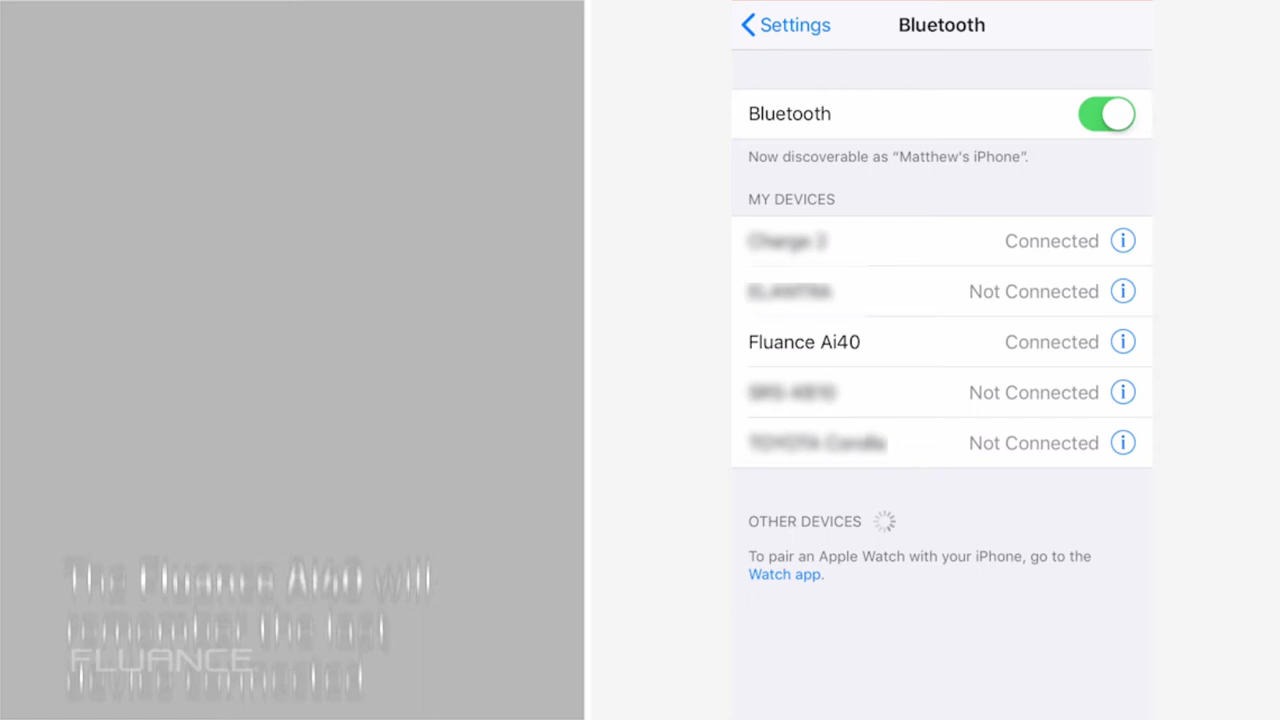 The Fluance Ai40 will
remember the last
FLUANCE
device connected
Settings
Bluetooth
Bluetooth
Now discoverable as “Matthew's iPhone”.
MY DEVICES
Connected
Not Connected
Fluance Ai40 Connected
Not Connected
Not Connected
OTHER DEVICES
To pair an Apple Watch with your iPhone, go to the
Watch app.